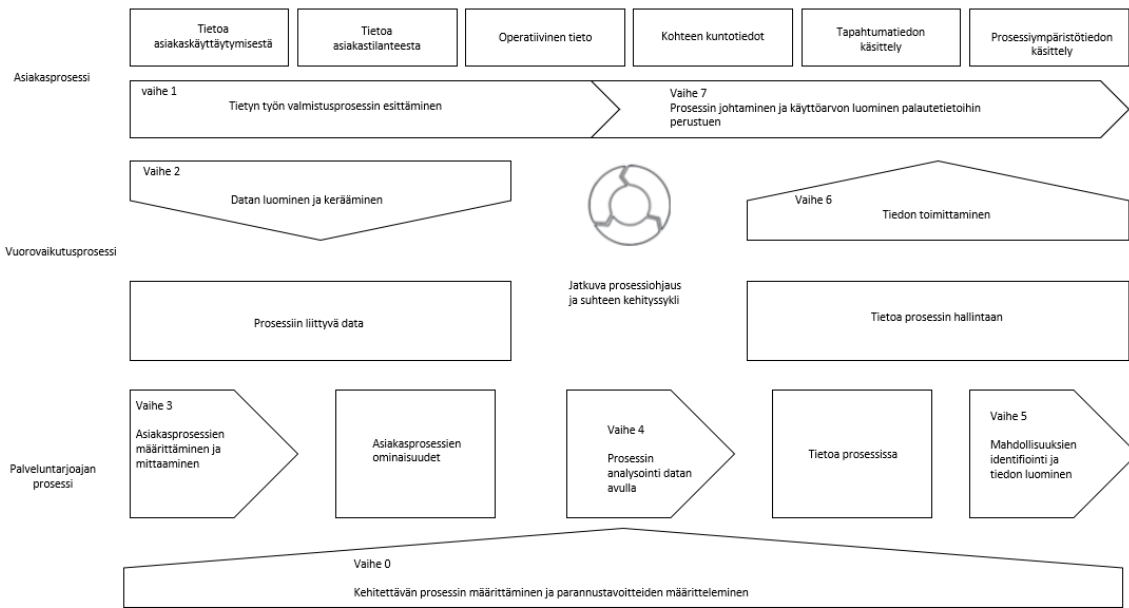 Tietoa
asiakaskäyttäytymisestä
Tietoa
asiakastilanteesta
Operatiivinen tieto
Kohteen kuntotiedot
Tapahtumatiedon
käsittely
Prosessiympäristötiedon
käsittely
Asiakasprosessi
vaihe 1
Tietyn työn valmistusprosessin esittäminen
Vaihe 7
Prosessin johtaminen ja käyttöarvon luominen palautetietoihin
perustuen
Vaihe 2
Datan luominen ja kerääminen
Vaihe 6
Tiedon toimittaminen
Vuorovaikutusprosessi
Jatkuva prosessiohjaus
ja suhteen kehityssykli
Prosessiin liittyvä data
Tietoa prosessin hallintaan
Palveluntarjoajan
prosessi
Vaihe 3
Asiakasprosessien
määrittäminen ja
mittaaminen
Asiakasprosessien
ominaisuudet
Vaihe 4
Prosessin
analysointi datan
avulla
Tietoa prosessissa
Vaihe 5
Mahdollisuuksien
identifiointi ja
tiedon luominen
Vaihe 0
Kehitettävän prosessin määrittäminen ja parannustavoitteiden määritteleminen